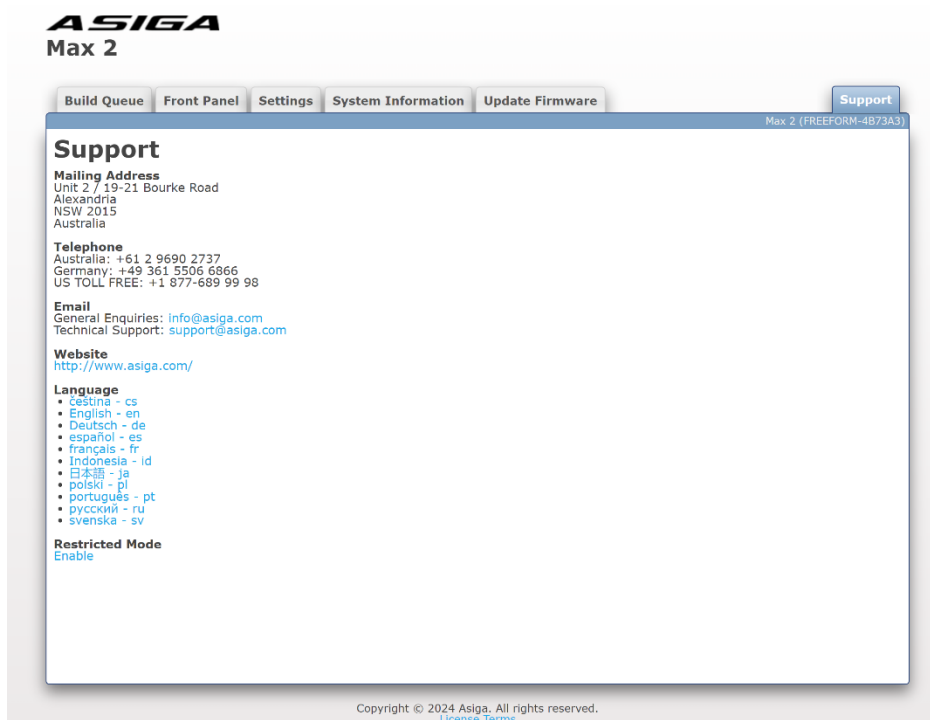 ASIGA
Max 2
Build Queue Front Panel Settings System Information Update Firmware Support
Max 2 (FREEFORM-4B73A3)
Support
Mailing Address
Unit 2 / 19-21 Bourke Road
Alexandria
NSW 2015
Australia
Telephone
Australia: +61 2 9690 2737
Germany: +49 361 5506 6866
US TOLL FREE: +1 877-689 99 98
Email
General Enquiries: info@asiga.com
Technical Support: support@asiga.com
Website
http://www.asiga.com/
Language
• čeština - cs
• English - en
• Deutsch - de
• español - es
• français - fr
• Indonesia - id
• 日本語 - ja
• polski - pl
• português - pt
• русский - ru
• svenska - sv
Restricted Mode
Enable
Copyright © 2024 Asiga. All rights reserved.
License Terms